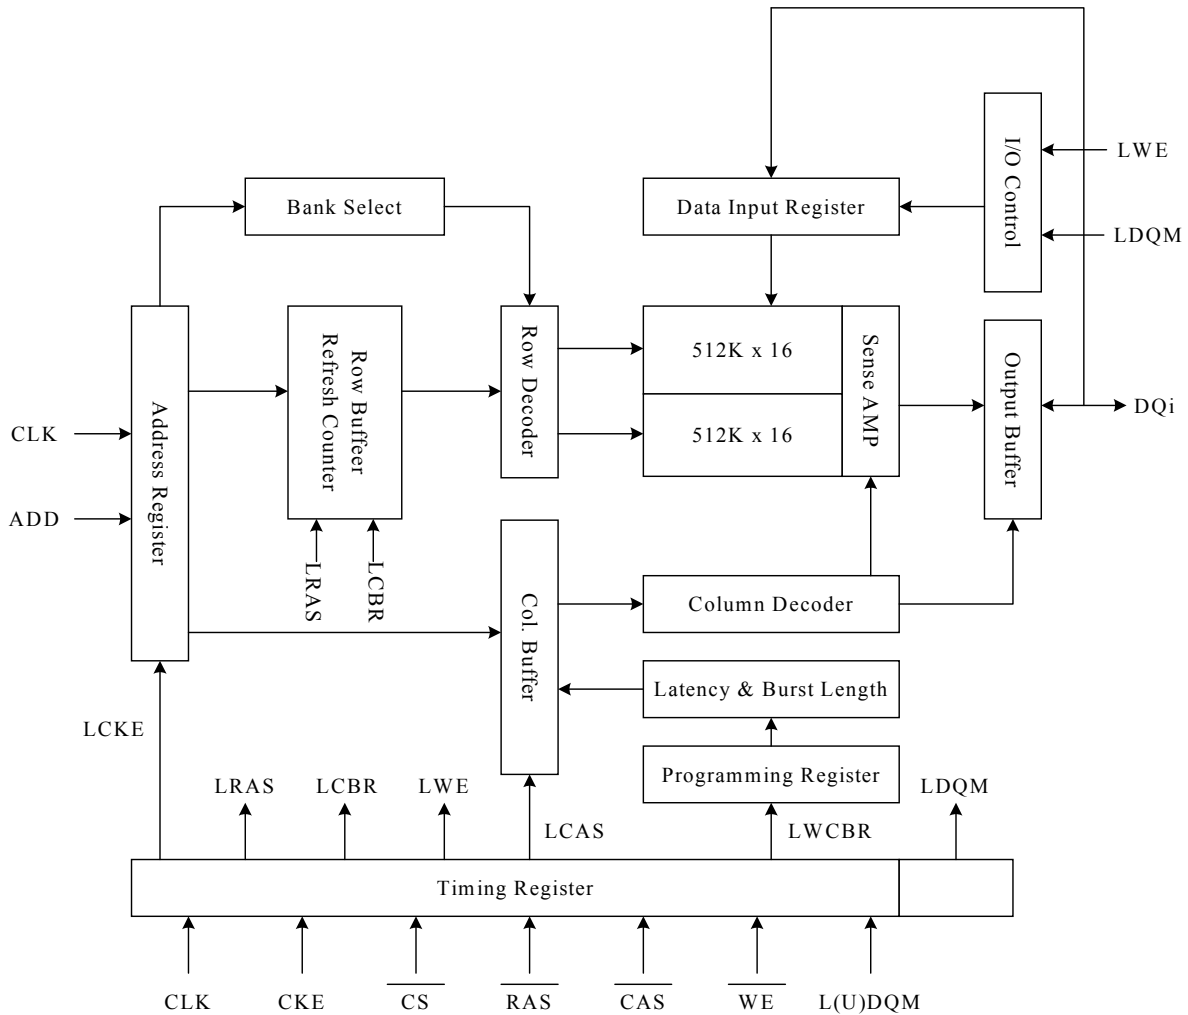 I/O Control
LWE
Bank Select
Data Input Register
LDQM
Address Register
Row Buffeer
Refresh Counter
Row Decoder
512K x 16
Sense AMP
Output Buffer
512K x 16
CLK
DQi
ADD
LRAS
LCBR
Col. Buffer
Column Decoder
Latency & Burst Length
LCKE
Programming Register
LRAS
LCBR
LWE
LDQM
LCAS
LWCBR
Timing Register
CLK
CKE
CS
RAS
CAS
WE
L(U)DQM